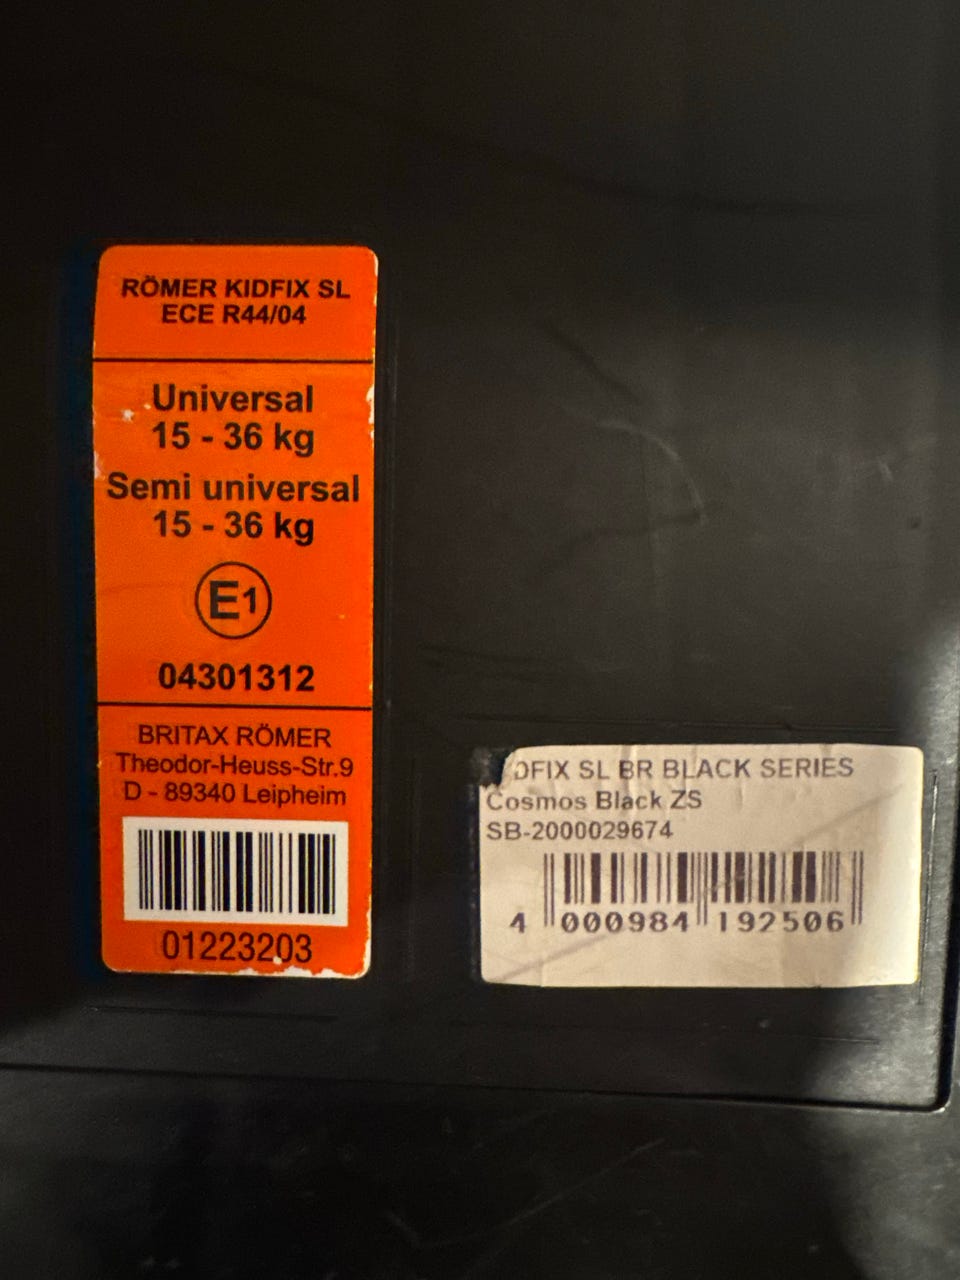 RÖMER KIDFIX SL
ECE R44/04
Universal
15 - 36 kg
Semi universal
15 - 36 kg
E1
04301312
BRITAX RÖMER
Theodor-Heuss-Str.9
D - 89340 Leipheim
01223203
DFIX SL BR BLACK SERIES
Cosmos Black ZS
SB-2000029674
4 000984 192506